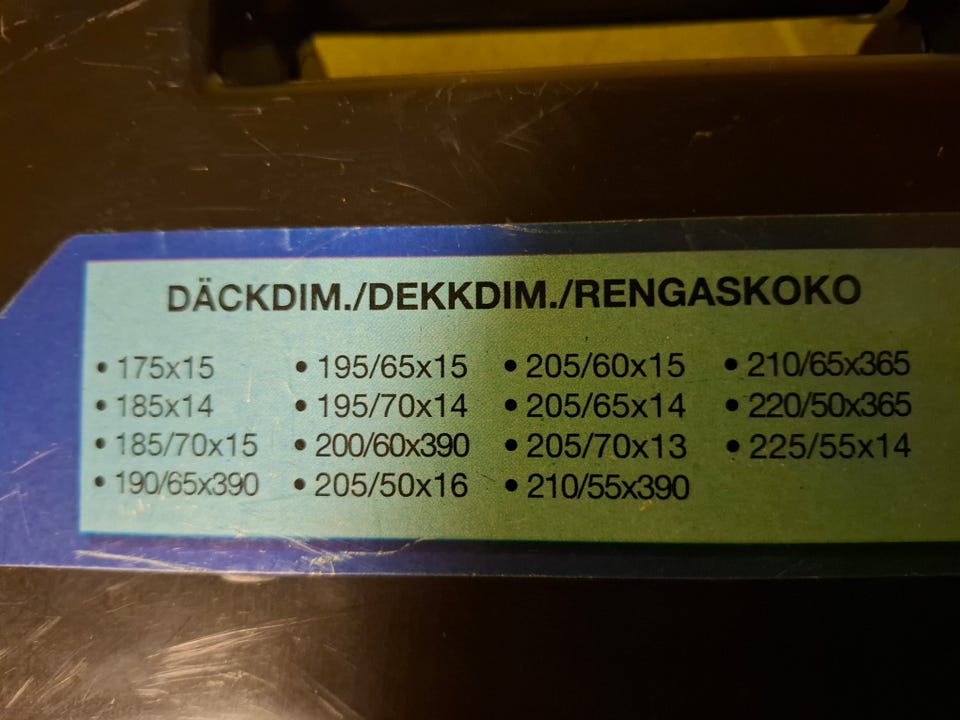 DÄCKDIM./DEKKDIM./RENGASKOKO
• 175x15 • 195/65x15 • 205/60x15 • 210/65x365
• 185x14 • 195/70x14 • 205/65x14 • 220/50x365
• 185/70x15 • 200/60x390 • 205/70x13 • 225/55x14
• 190/65x390 • 205/50x16 • 210/55x390